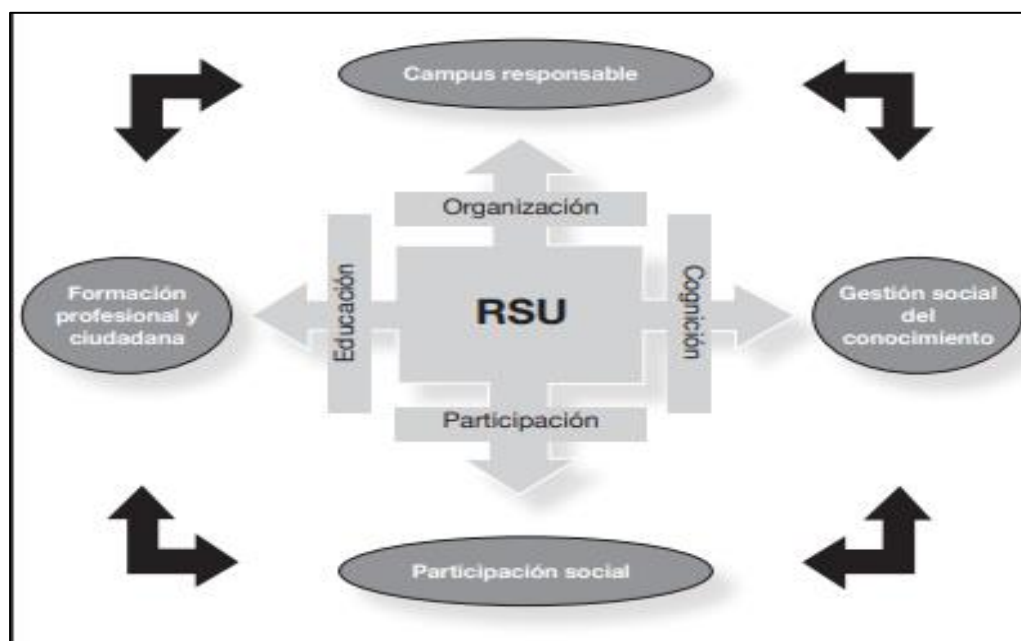 Campus responsable
Organización
Formación
profesional y
ciudadana
Educación
RSU
Cognición
Gestión social
del
conocimiento
Participación
Participación social